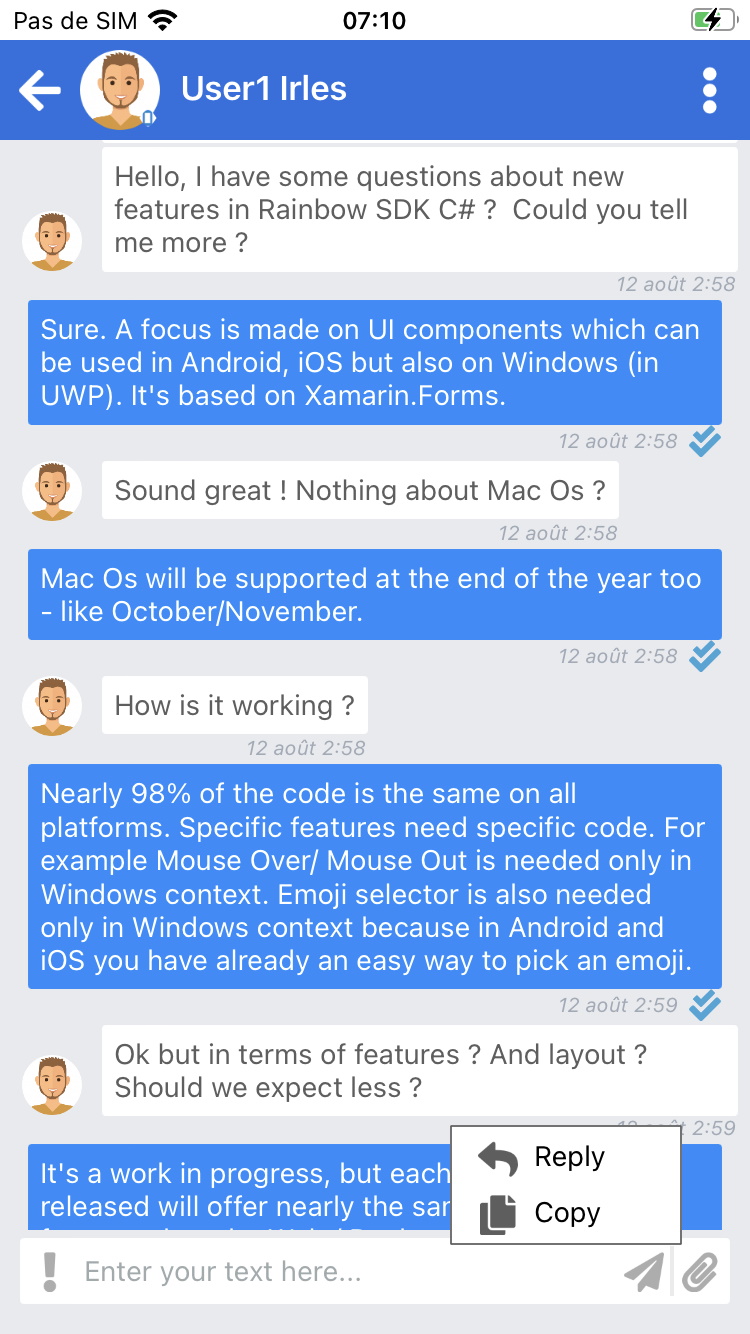 Pas de SIM 07:10
User1 Irles
Hello, I have some questions about new
features in Rainbow SDK C# ?  Could you tell
me more ?
12 août 2:58
Sure. A focus is made on UI components which can
be used in Android, iOS but also on Windows (in
UWP). It's based on Xamarin.Forms.
12 août 2:58
Sound great ! Nothing about Mac Os ?
12 août 2:58
Mac Os will be supported at the end of the year too
- like October/November.
12 août 2:58
How is it working ?
12 août 2:58
Nearly 98% of the code is the same on all
platforms. Specific features need specific code. For
example Mouse Over/ Mouse Out is needed only in
Windows context. Emoji selector is also needed
only in Windows context because in Android and
iOS you have already an easy way to pick an emoji.
12 août 2:59
Ok but in terms of features ? And layout ?
Should we expect less ?
2:59
It's a work in progress, but each
released will offer nearly the
Reply
Copy
Enter your text here...